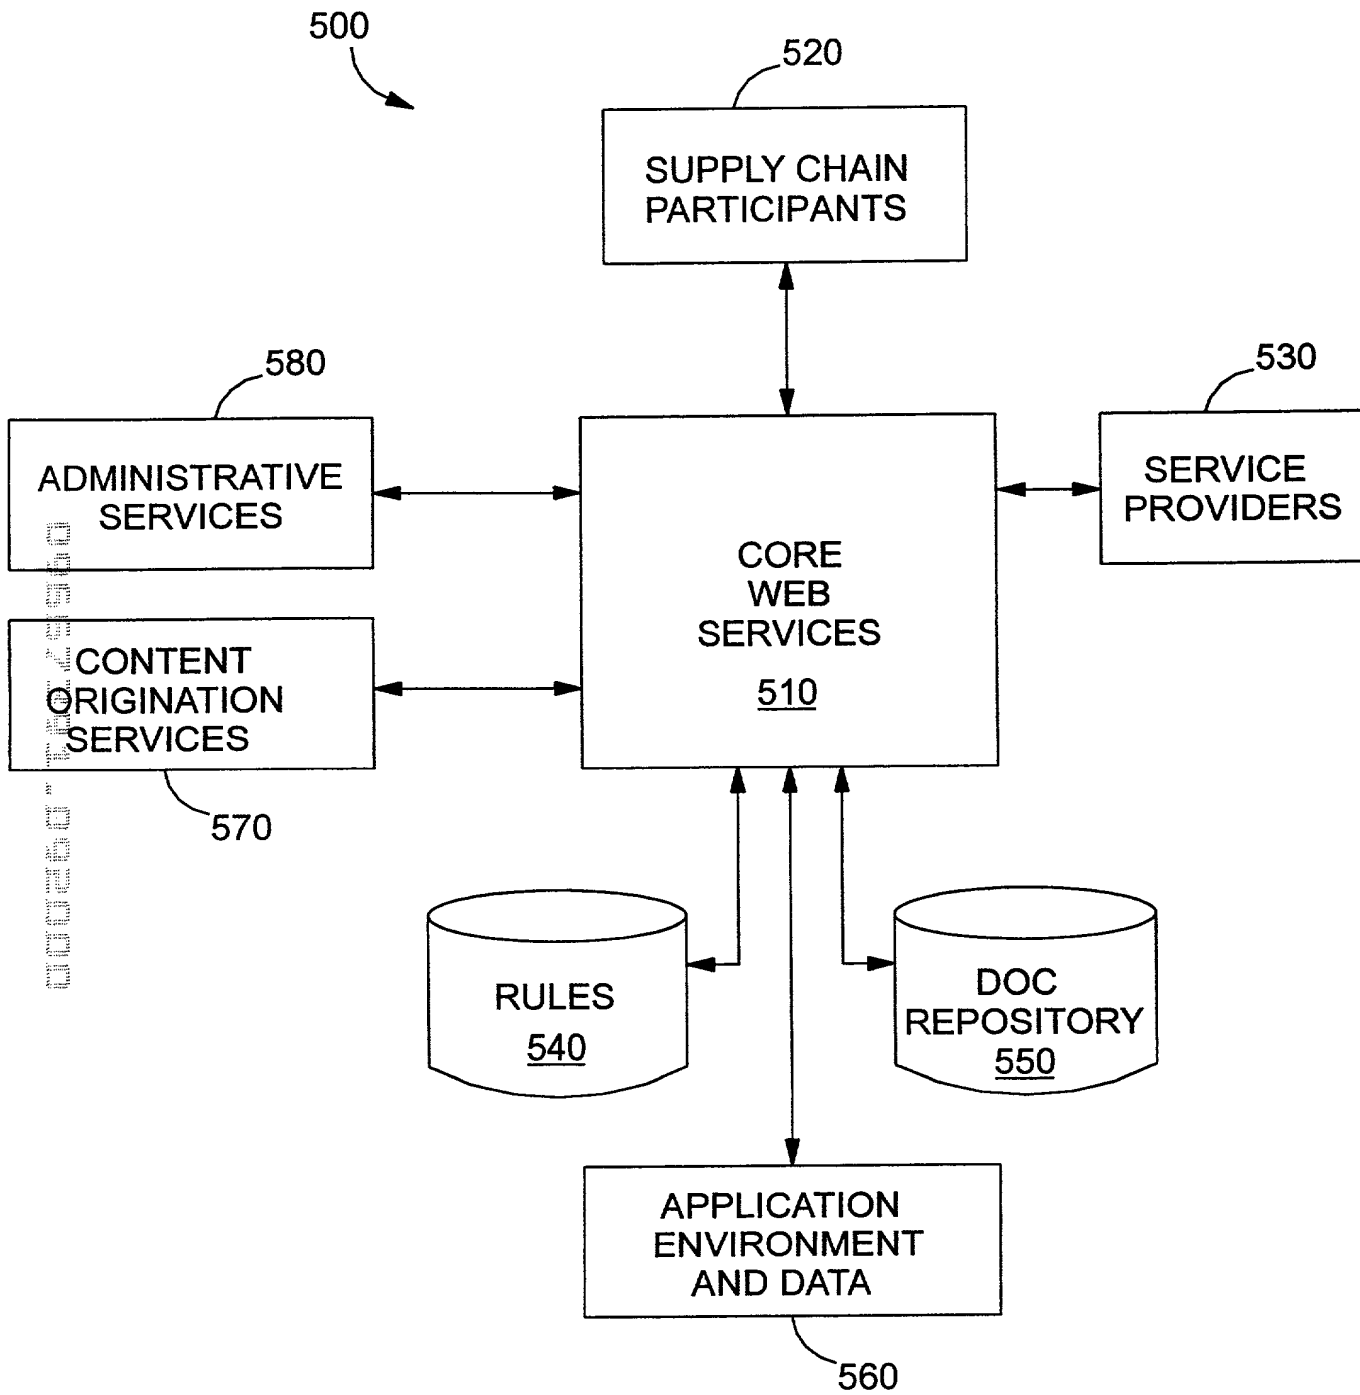 500
520
SUPPLY CHAIN
PARTICIPANTS
580
530
ADMINISTRATIVE
SERVICES
SERVICE
PROVIDERS
CORE
WEB
SERVICES
510
CONTENT
ORIGINATION
SERVICES
570
RULES
540
DOC
REPOSITORY
550
APPLICATION
ENVIRONMENT
AND DATA
560